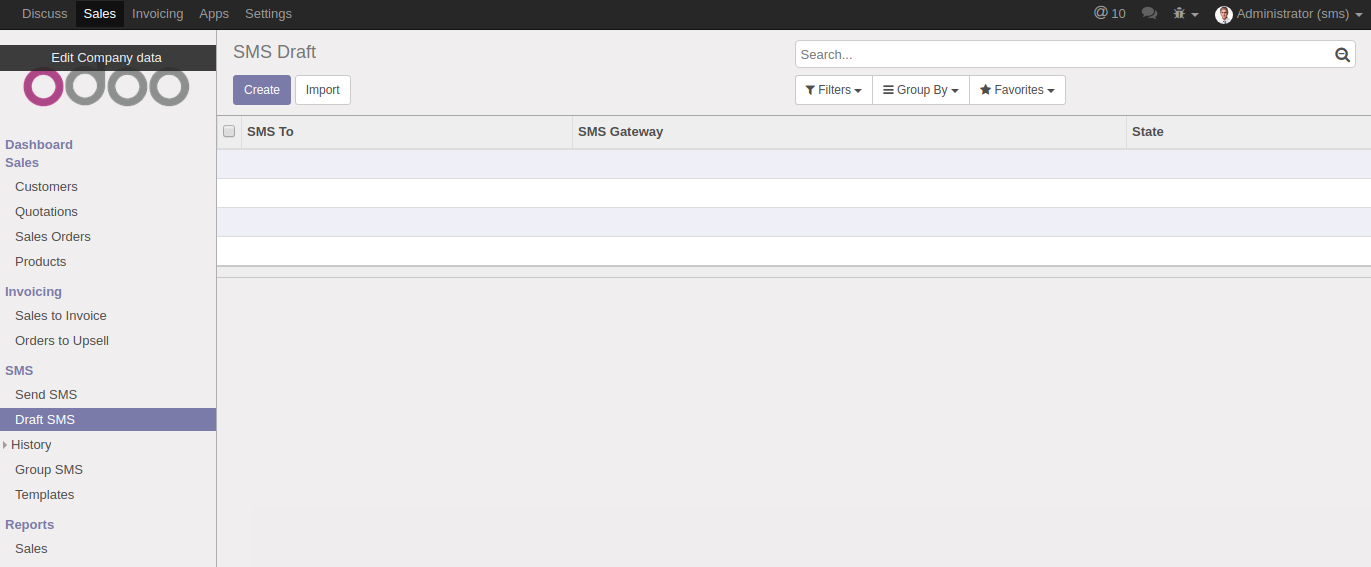 Discuss Sales Invoicing Apps Settings @ 10 Administrator (sms)
Edit Company data
SMS Draft
Search...
Create Import
Filters Group By Favorites
SMS To SMS Gateway State
Dashboard
Sales
Customers
Quotations
Sales Orders
Products
Invoicing
Sales to Invoice
Orders to Upsell
SMS
Send SMS
Draft SMS
History
Group SMS
Templates
Reports
Sales